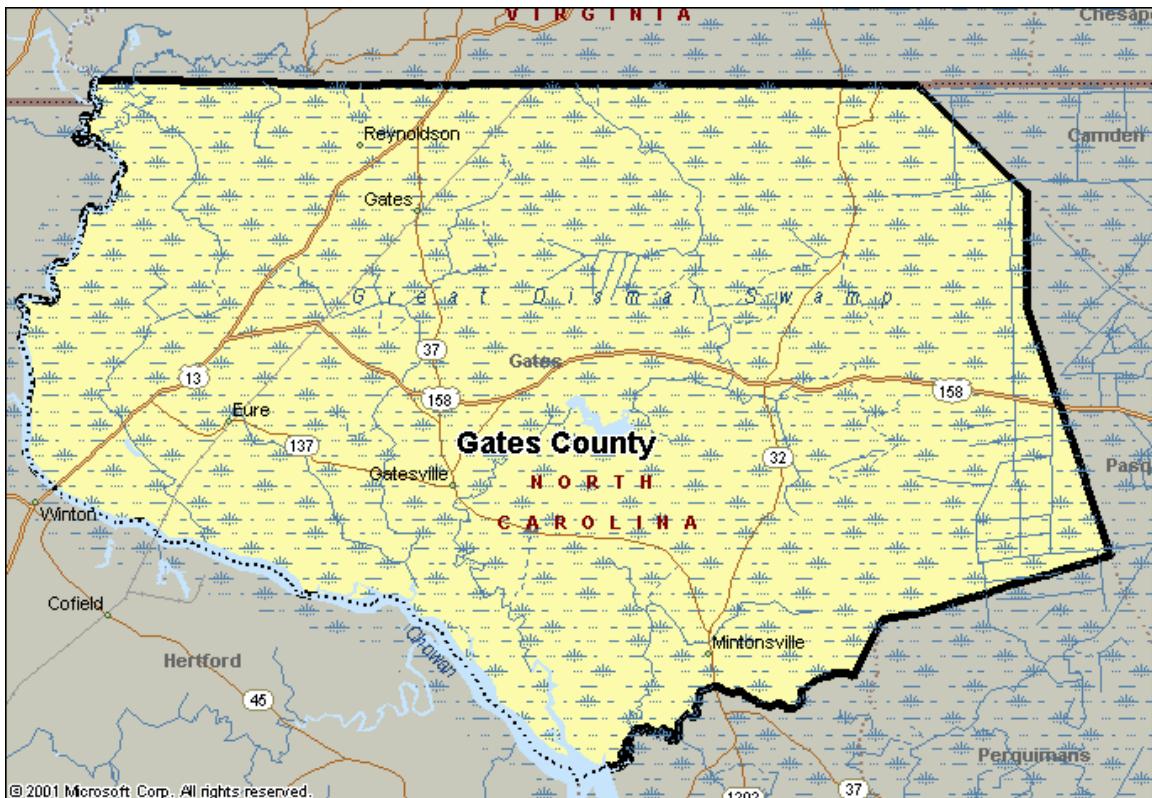 VIRGINIA
Chesap
Reynoldson
Camden
Gates
Great Dismal Swamp
37
Gates
13
158
158
Eure
137
Gates County
32
Pasq
Gatesville
NORTH
Winton
CAROLINA
Cofield
Chowan
Mintonsville
Hertford
45
Perquimans
37
© 2001 Microsoft Corp. All rights reserved.